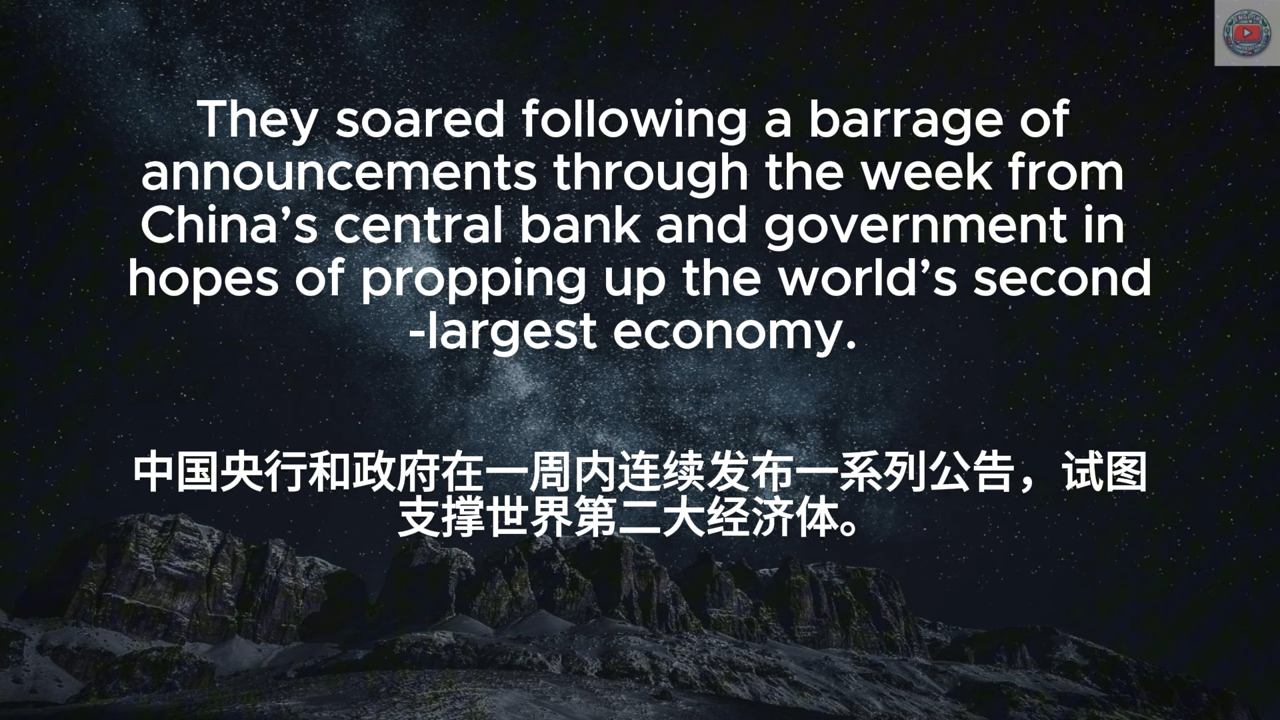 They soared following a barrage of
announcements through the week from
China’s central bank and government in
hopes of propping up the world’s second
-largest economy.
中国央行和政府在一周内连续发布一系列公告，试图
支撑世界第二大经济体。